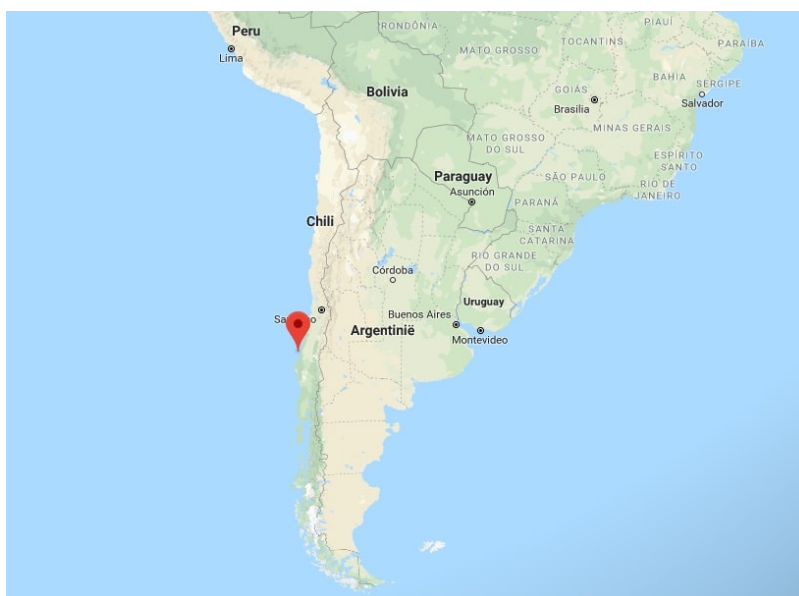 Peru
Lima
RONDÔNIA
MATO GROSSO
TOCANTINS
PIAUÍ
PARAÍBA
Bolivia
GOIÁS
Brasilia
BAHIA
SERGIPE
Salvador
MINAS GERAIS
MATO GROSSO
DO SUL
ESPÍRITO
SANTO
Paraguay
Asunción
SÃO PAULO
RIO DE
JANEIRO
PARANÁ
Chili
SANTA
CATARINA
RIO GRANDE
DO SUL
Córdoba
Uruguay
Buenos Aires
Argentinië
Montevideo